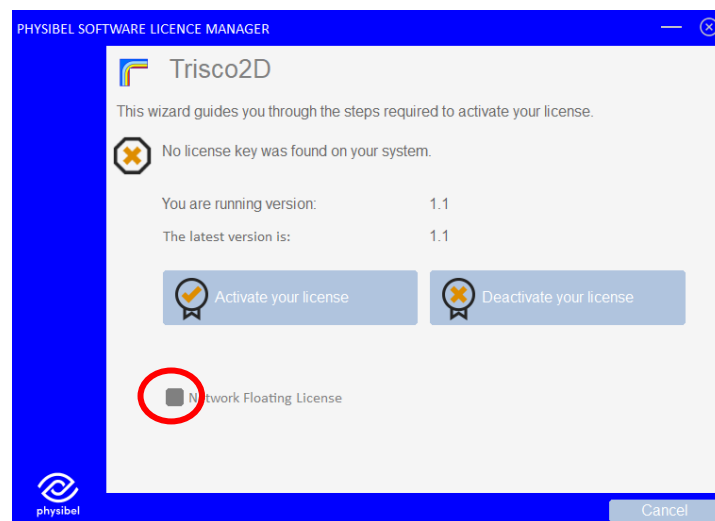 PHYSIBEL SOFTWARE LICENCE MANAGER
Trisco2D
This wizard guides you through the steps required to activate your license.
No license key was found on your system.
You are running version: 1.1
The latest version is: 1.1
Activate your license Deactivate your license
Network Floating License
physibel
Cancel